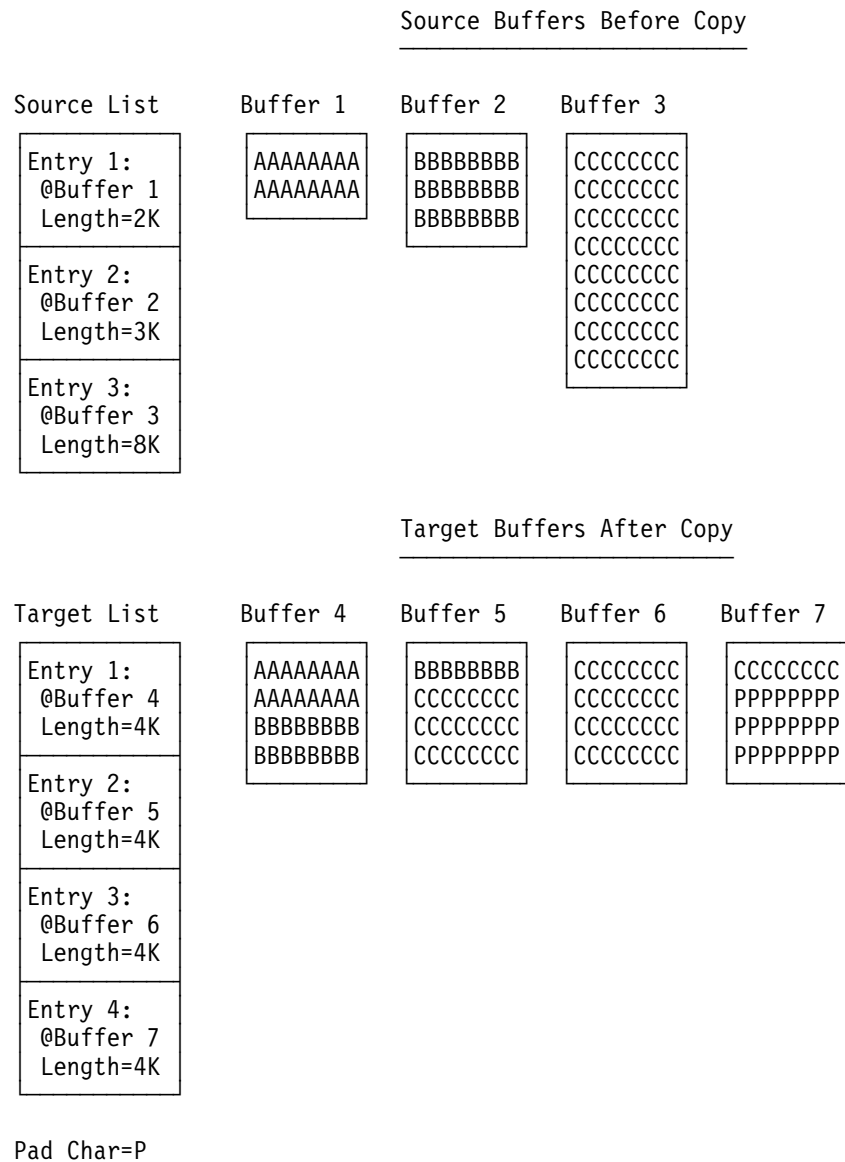 Source Buffers Before Copy
Source List Buffer 1 Buffer 2 Buffer 3
Entry 1: AAAAAAAA BBBBBBBB CCCCCCCC
@Buffer 1 AAAAAAAA BBBBBBBB CCCCCCCC
Length=2K BBBBBBBB CCCCCCCC
CCCCCCCC
Entry 2: CCCCCCCC
@Buffer 2 CCCCCCCC
Length=3K CCCCCCCC
CCCCCCCC
Entry 3:
@Buffer 3
Length=8K
Target Buffers After Copy
Target List Buffer 4 Buffer 5 Buffer 6 Buffer 7
Entry 1: AAAAAAAA BBBBBBBB CCCCCCCC CCCCCCCC
@Buffer 4 AAAAAAAA CCCCCCCC CCCCCCCC PPPPPPPP
Length=4K BBBBBBBB CCCCCCCC CCCCCCCC PPPPPPPP
BBBBBBBB CCCCCCCC CCCCCCCC PPPPPPPP
Entry 2:
@Buffer 5
Length=4K
Entry 3:
@Buffer 6
Length=4K
Entry 4:
@Buffer 7
Length=4K
Pad Char=P